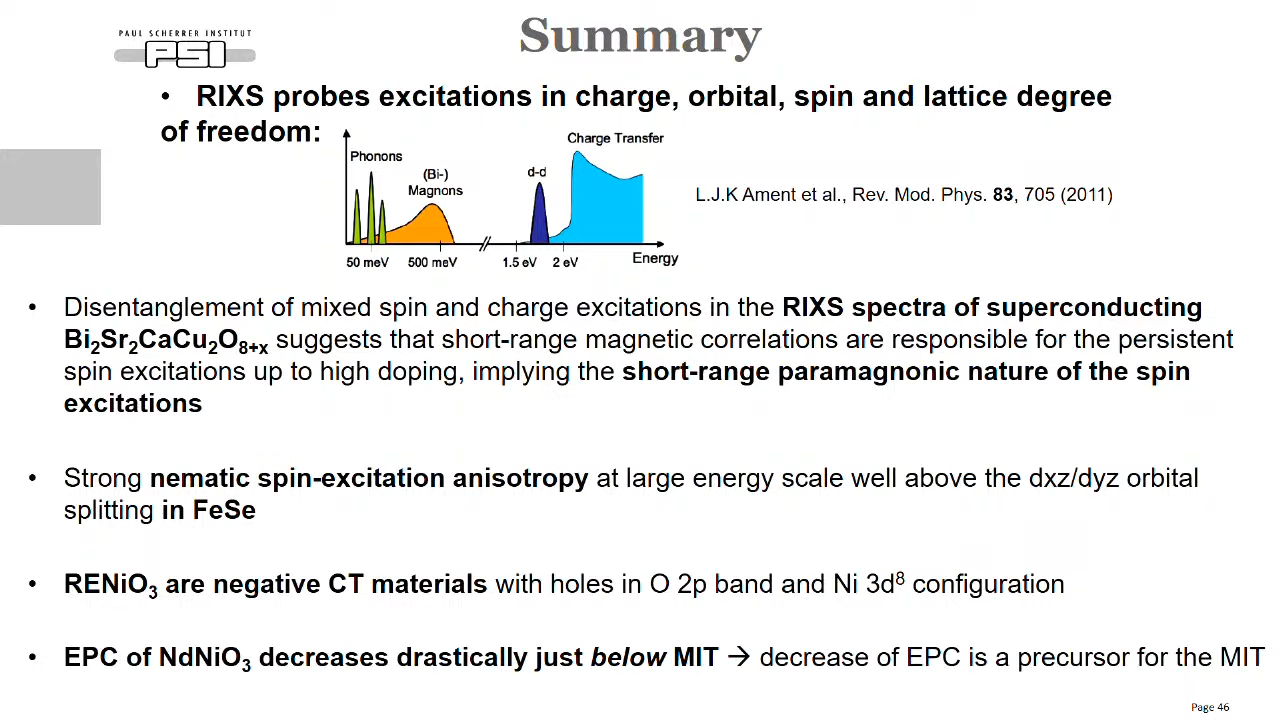 PAUL SCHERRER INSTITUT
PSI
Summary
• RIXS probes excitations in charge, orbital, spin and lattice degree
of freedom:
Charge Transfer
Phonons
(Bi-)
Magnons
d-d
L.J.K Ament et al., Rev. Mod. Phys. 83, 705 (2011)
50 meV 500 meV 1.5 eV 2 eV
Energy
• Disentanglement of mixed spin and charge excitations in the RIXS spectra of superconducting
Bi₂Sr₂CaCu₂O₈₊ₓ suggests that short-range magnetic correlations are responsible for the persistent
spin excitations up to high doping, implying the short-range paramagnonic nature of the spin
excitations
• Strong nematic spin-excitation anisotropy at large energy scale well above the dxz/dyz orbital
splitting in FeSe
• RENiO₃ are negative CT materials with holes in O 2p band and Ni 3d⁸ configuration
• EPC of NdNiO₃ decreases drastically just below MIT → decrease of EPC is a precursor for the MIT
Page 46